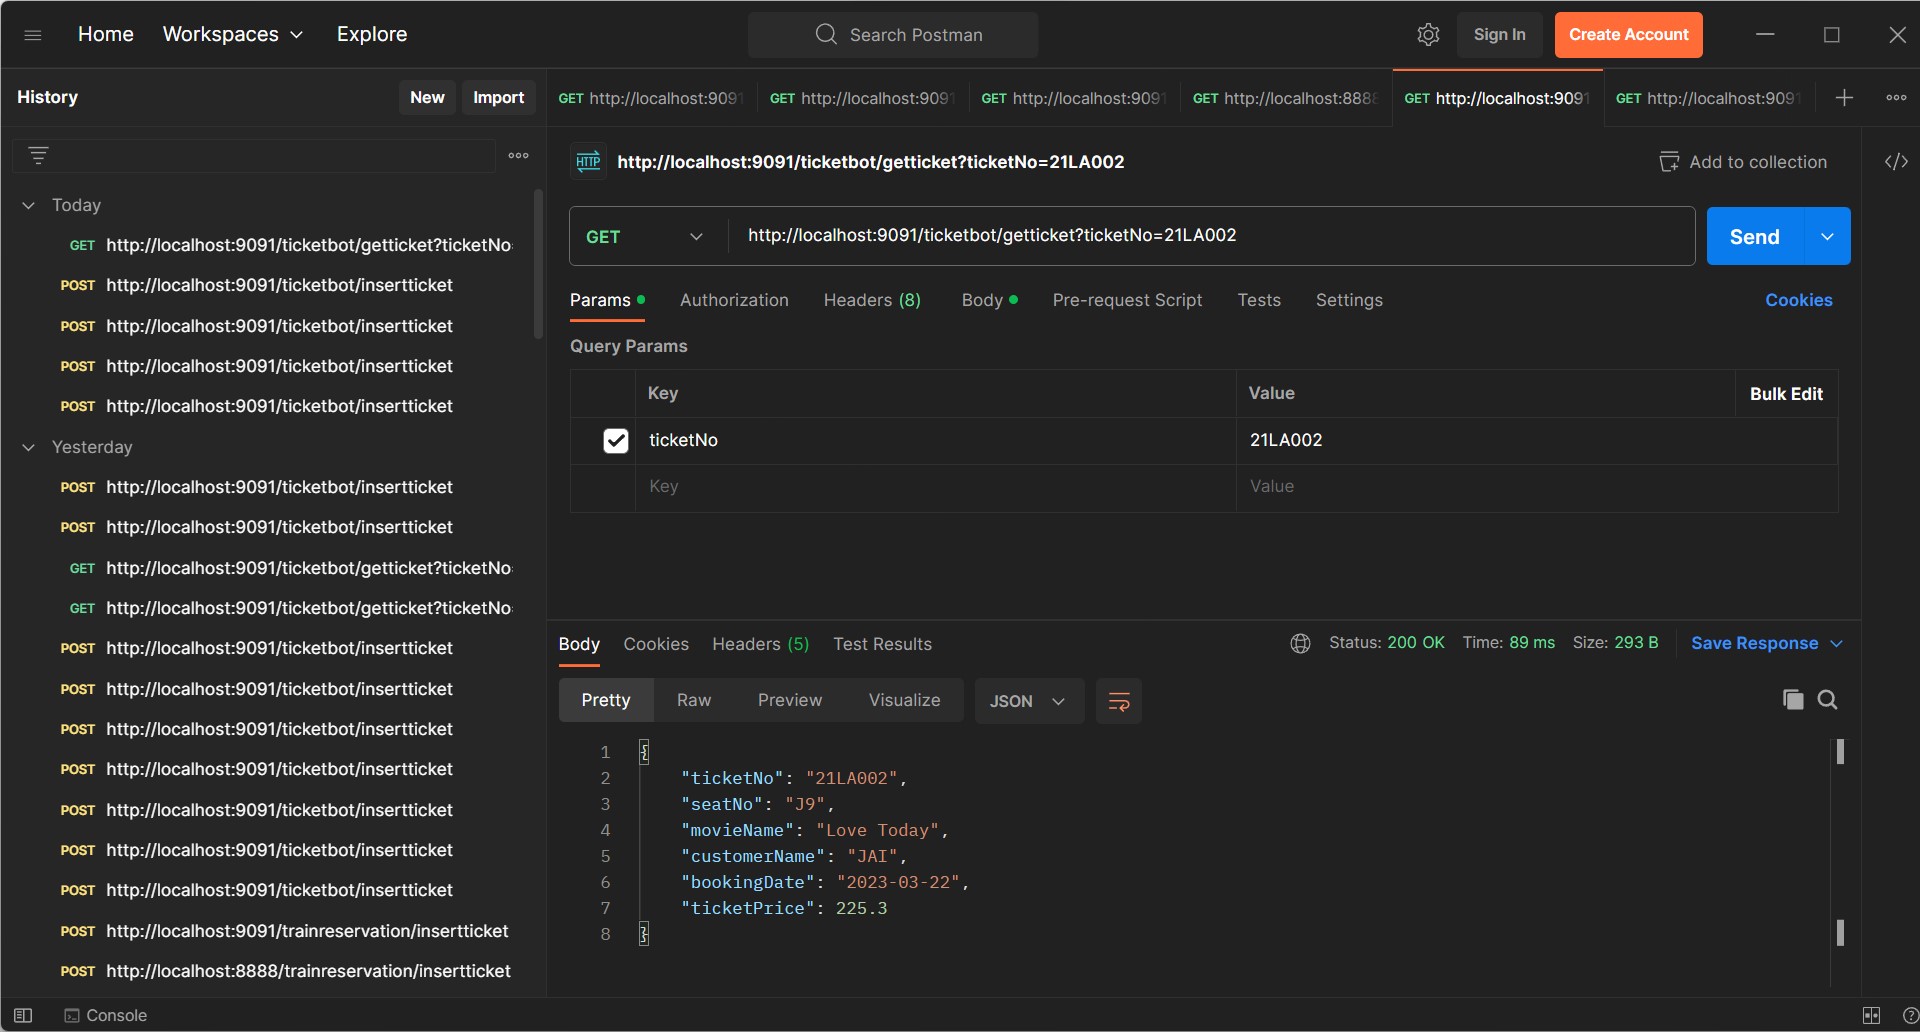 Home Workspaces Explore Search Postman Sign In Create Account
History New Import
GET http://localhost:9091 GET http://localhost:9091 GET http://localhost:9091 GET http://localhost:8888 GET http://localhost:9091 GET http://localhost:9091
HTTP http://localhost:9091/ticketbot/getticket?ticketNo=21LA002 Add to collection
GET http://localhost:9091/ticketbot/getticket?ticketNo=21LA002 Send
Params Authorization Headers (8) Body Pre-request Script Tests Settings Cookies
Query Params
Key Value Bulk Edit
ticketNo 21LA002
Key Value
Today
GET http://localhost:9091/ticketbot/getticket?ticketNo
POST http://localhost:9091/ticketbot/insertticket
POST http://localhost:9091/ticketbot/insertticket
POST http://localhost:9091/ticketbot/insertticket
POST http://localhost:9091/ticketbot/insertticket
Yesterday
POST http://localhost:9091/ticketbot/insertticket
POST http://localhost:9091/ticketbot/insertticket
GET http://localhost:9091/ticketbot/getticket?ticketNo
GET http://localhost:9091/ticketbot/getticket?ticketNo
POST http://localhost:9091/ticketbot/insertticket
POST http://localhost:9091/ticketbot/insertticket
POST http://localhost:9091/ticketbot/insertticket
POST http://localhost:9091/ticketbot/insertticket
POST http://localhost:9091/ticketbot/insertticket
POST http://localhost:9091/ticketbot/insertticket
POST http://localhost:9091/ticketbot/insertticket
POST http://localhost:9091/trainreservation/insertticket
POST http://localhost:8888/trainreservation/insertticket
Body Cookies Headers (5) Test Results Status: 200 OK Time: 89 ms Size: 293 B Save Response
Pretty Raw Preview Visualize JSON
1 {
2 "ticketNo": "21LA002",
3 "seatNo": "J9",
4 "movieName": "Love Today",
5 "customerName": "JAI",
6 "bookingDate": "2023-03-22",
7 "ticketPrice": 225.3
8 }
Console